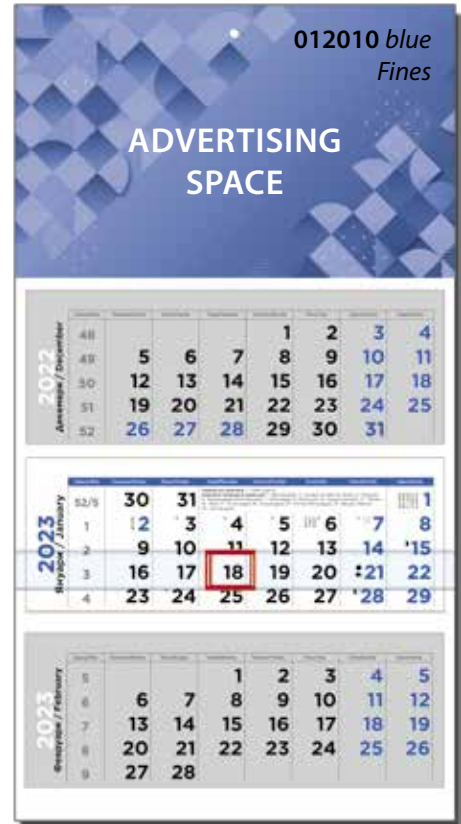 012010 blue
Fines
ADVERTISING
SPACE
2022
Декември / December
48 1 2 3 4
49 5 6 7 8 9 10 11
50 12 13 14 15 16 17 18
51 19 20 21 22 23 24 25
52 26 27 28 29 30 31
2023
Януари / January
52/5 30 31 1
1 2 3 4 5 6 7 8
2 9 10 11 12 13 14 15
3 16 17 18 19 20 21 22
4 23 24 25 26 27 28 29
2023
Февруари / February
5 1 2 3 4 5
6 6 7 8 9 10 11 12
7 13 14 15 16 17 18 19
8 20 21 22 23 24 25 26
9 27 28